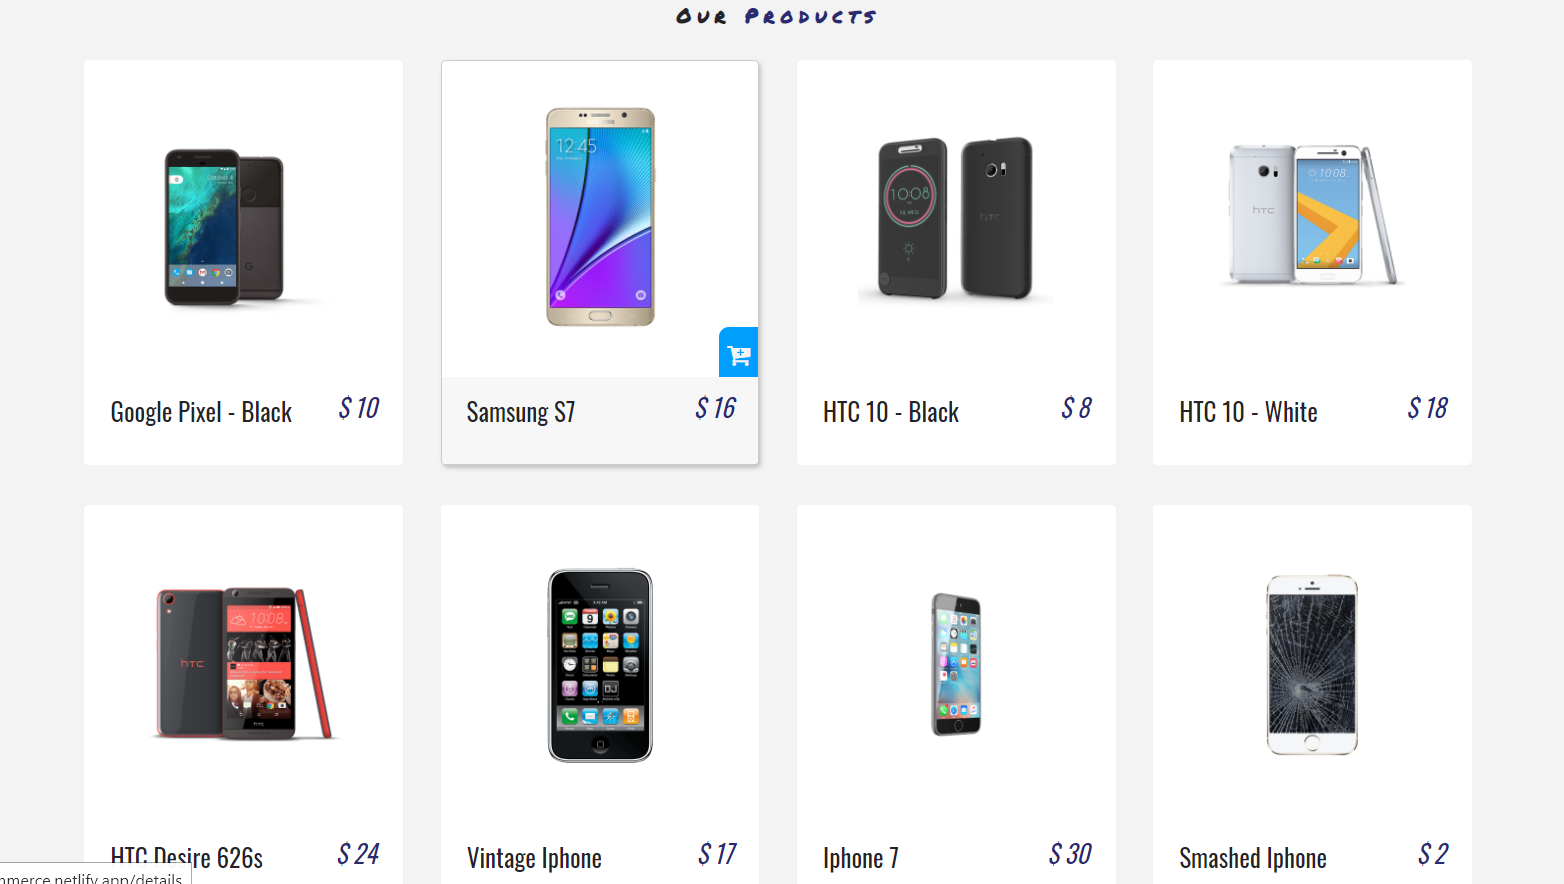 Our Products
12:45
10:08
hTC
hTC
10:08
Google Pixel - Black
$ 10
Samsung S7
$ 16
HTC 10 - Black
$ 8
HTC 10 - White
$ 18
hTC
10:08
HTC Desire 626s
$ 24
Vintage Iphone
$ 17
Iphone 7
$ 30
Smashed Iphone
$ 2
mmerce.netlify.app/details